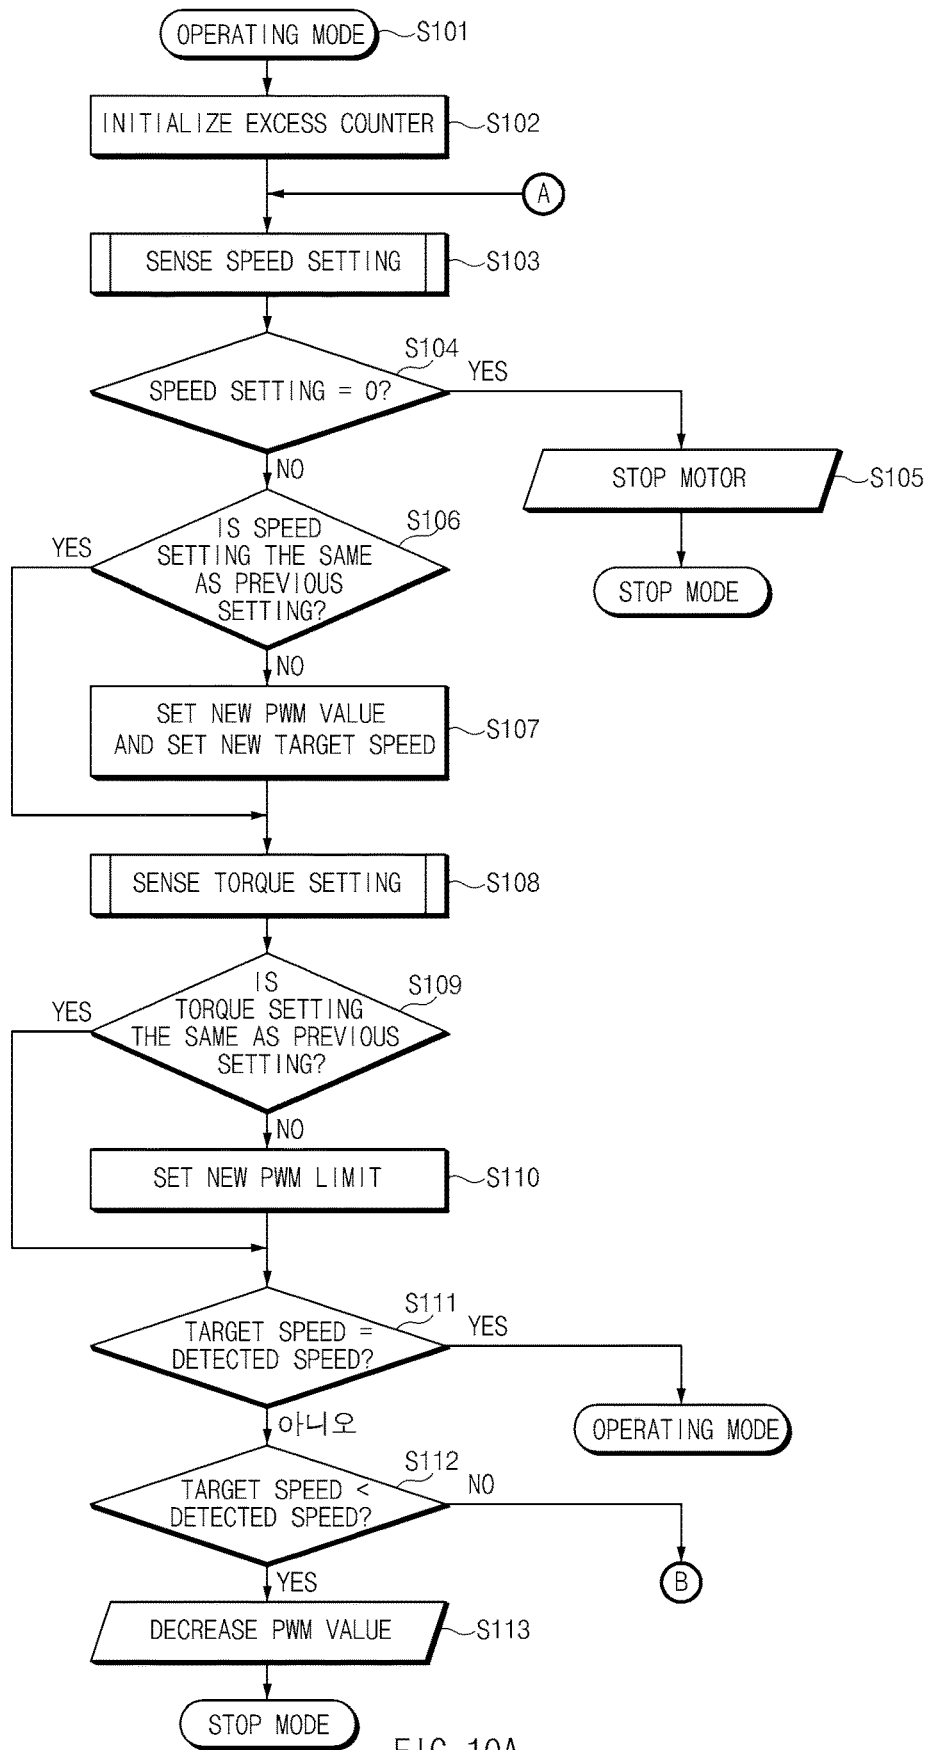 OPERATING MODE
S101
INITIALIZE EXCESS COUNTER
S102
A
SENSE SPEED SETTING
S103
S104
SPEED SETTING = 0?
YES
STOP MOTOR
S105
STOP MODE
NO
S106
IS SPEED
SETTING THE SAME
AS PREVIOUS
SETTING?
YES
NO
SET NEW PWM VALUE
AND SET NEW TARGET SPEED
S107
SENSE TORQUE SETTING
S108
S109
IS
TORQUE SETTING
THE SAME AS PREVIOUS
SETTING?
YES
NO
SET NEW PWM LIMIT
S110
S111
TARGET SPEED =
DETECTED SPEED?
YES
OPERATING MODE
아니오
S112
TARGET SPEED <
DETECTED SPEED?
NO
B
YES
DECREASE PWM VALUE
S113
STOP MODE
FIG 10A